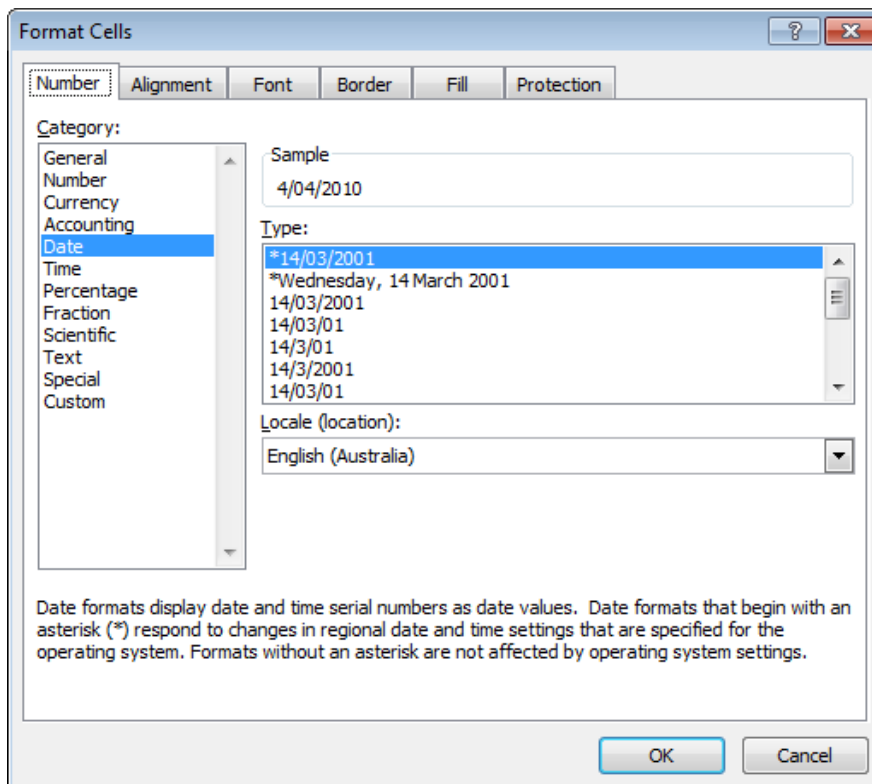 Format Cells
Number Alignment Font Border Fill Protection
Category:
General
Number
Currency
Accounting
Date
Time
Percentage
Fraction
Scientific
Text
Special
Custom
Sample
4/04/2010
Type:
*14/03/2001
*Wednesday, 14 March 2001
14/03/2001
14/03/01
14/3/01
14/3/2001
14/03/01
Locale (location):
English (Australia)
Date formats display date and time serial numbers as date values.  Date formats that begin with an
asterisk (*) respond to changes in regional date and time settings that are specified for the
operating system. Formats without an asterisk are not affected by operating system settings.
OK Cancel